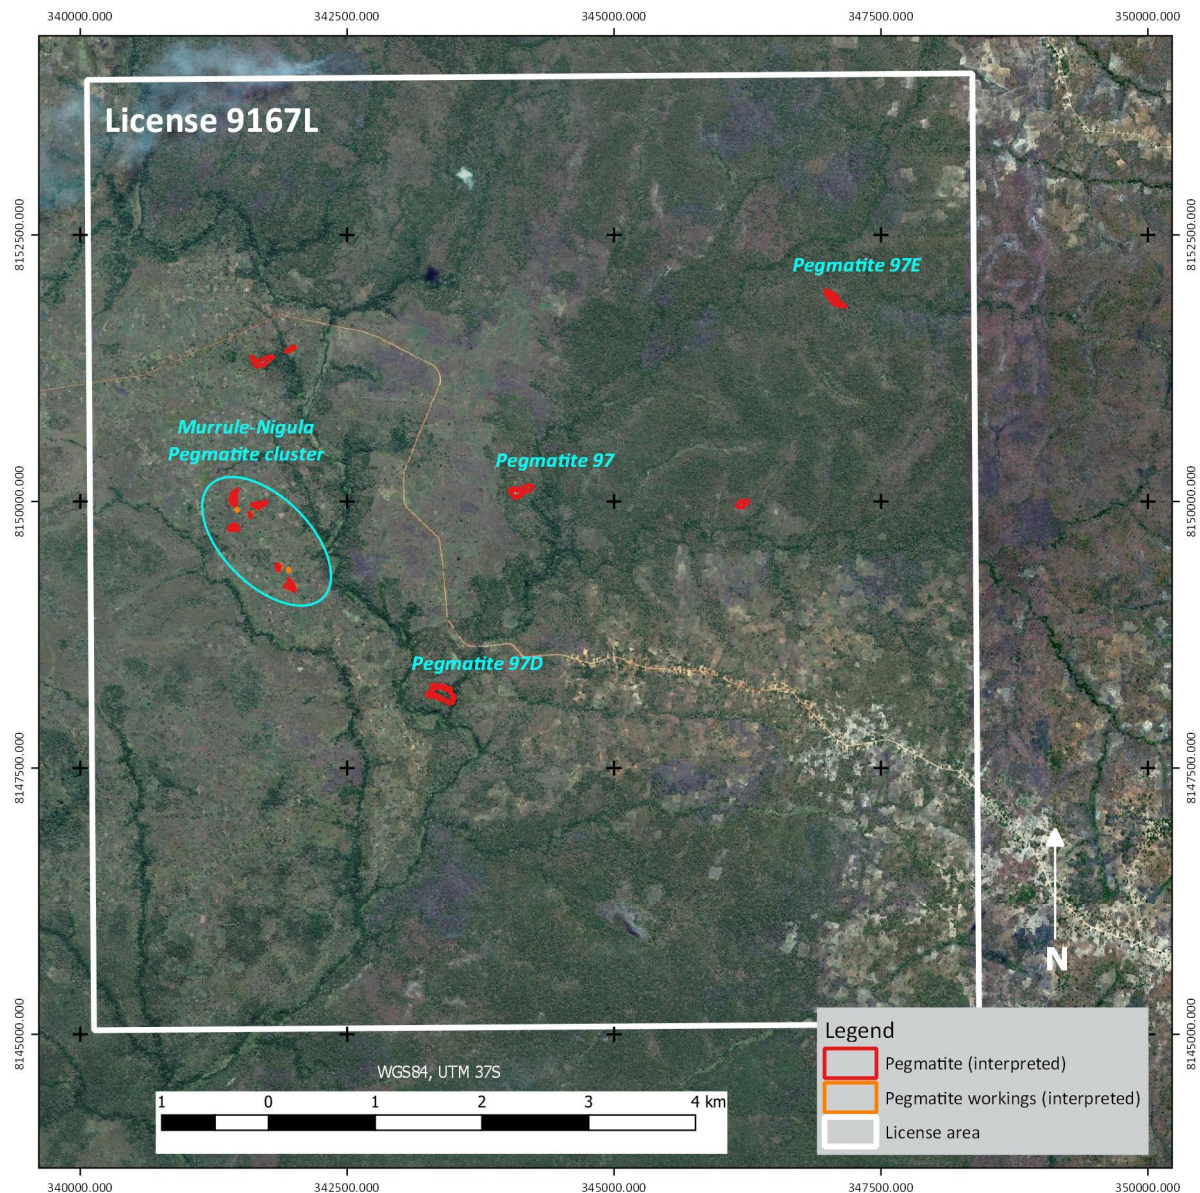 340000.000 342500.000 345000.000 347500.000 350000.000
License 9167L
8152500.000 8152500.000
Pegmatite 97E
Murrule-Nigula
Pegmatite cluster
Pegmatite 97
8150000.000 8150000.000
Pegmatite 97D
8147500.000 8147500.000
N
8145000.000 8145000.000
Legend
Pegmatite (interpreted)
Pegmatite workings (interpreted)
License area
WGS84, UTM 37S
1 0 1 2 3 4 km
340000.000 342500.000 345000.000 347500.000 350000.000